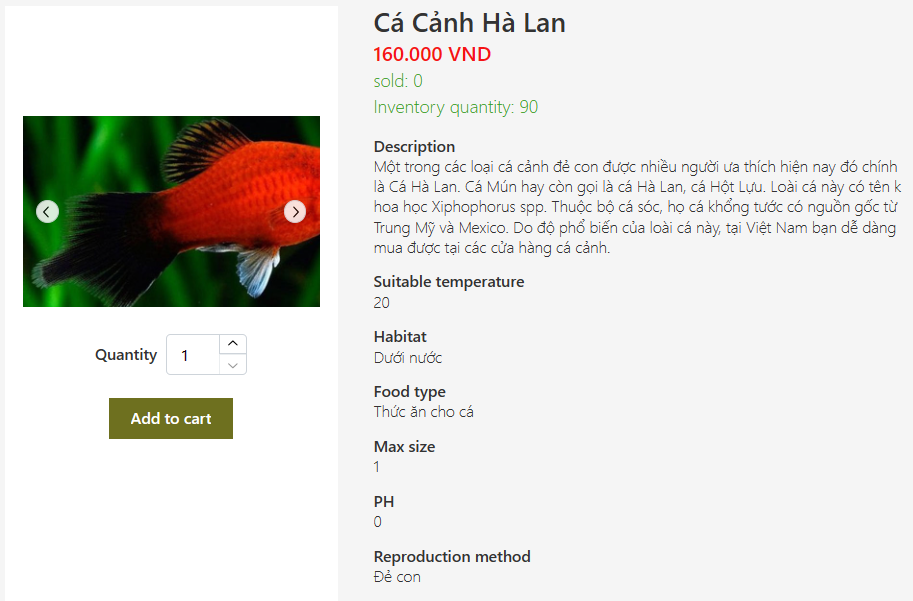 Cá Cảnh Hà Lan
160.000 VND
sold: 0
Inventory quantity: 90
Description
Một trong các loại cá cảnh đẻ con được nhiều người ưa thích hiện nay đó chính
là Cá Hà Lan. Cá Mún hay còn gọi là cá Hà Lan, cá Hột Lựu. Loài cá này có tên k
hoa học Xiphophorus spp. Thuộc bộ cá sóc, họ cá khổng tước có nguồn gốc từ
Trung Mỹ và Mexico. Do độ phổ biến của loài cá này, tại Việt Nam bạn dễ dàng
mua được tại các cửa hàng cá cảnh.
Suitable temperature
20
Habitat
Dưới nước
Food type
Thức ăn cho cá
Max size
1
PH
0
Reproduction method
Đẻ con
Quantity 1
Add to cart